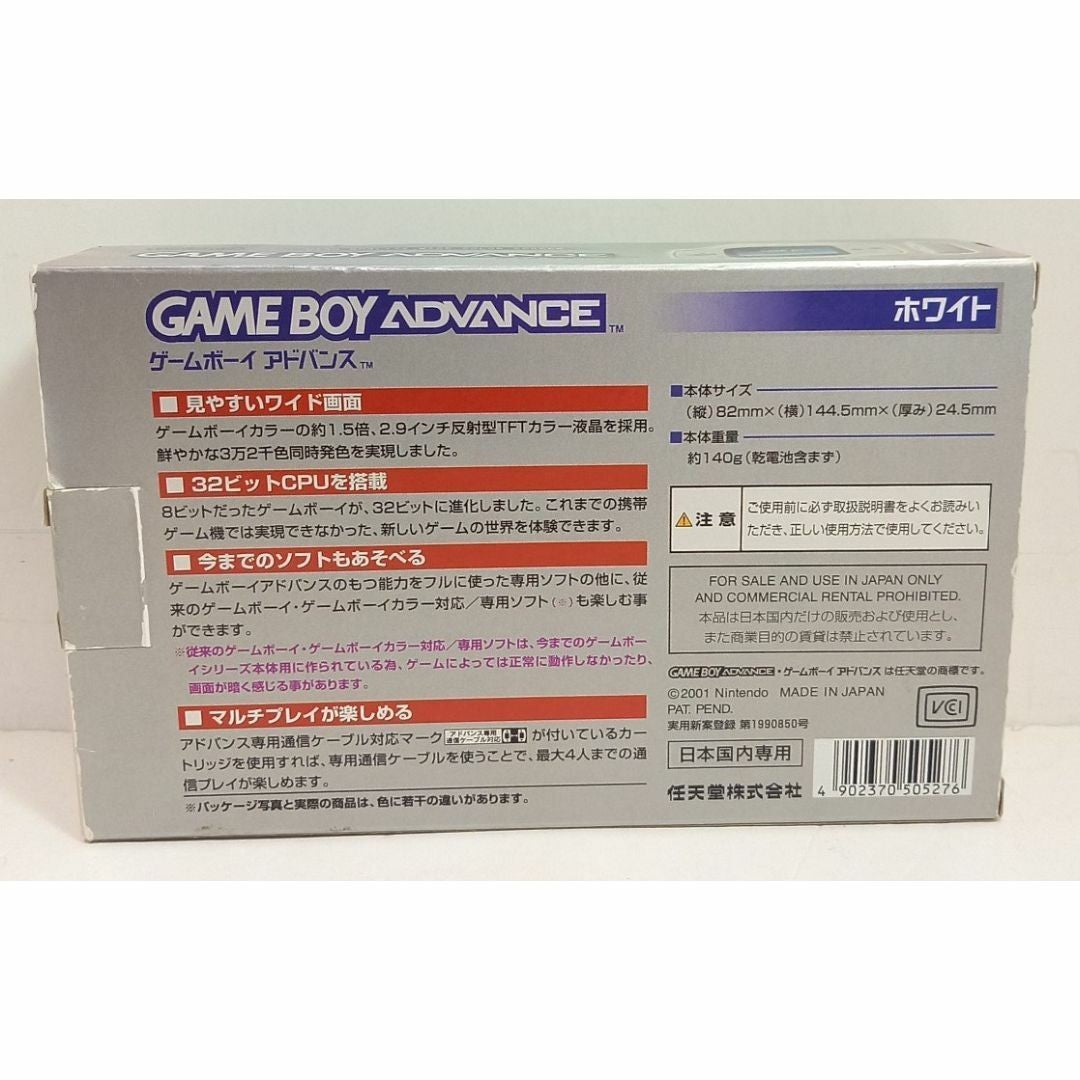 GAME BOY ADVANCE
GAME BOY ADVANCE™
ゲームボーイ アドバンス™
■ 見やすいワイド画面
ゲームボーイカラーの約1.5倍、2.9インチ反射型TFTカラー液晶を採用。
鮮やかな3万2千色同時発色を実現しました。
■ 32ビットCPUを搭載
8ビットだったゲームボーイが、32ビットに進化しました。これまでの携帯
ゲーム機では実現できなかった、新しいゲームの世界を体験できます。
■ 今までのソフトもあそべる
ゲームボーイアドバンスのもつ能力をフルに使った専用ソフトの他に、従
来のゲームボーイ・ゲームボーイカラー対応／専用ソフト(※)も楽しむ事
ができます。
※従来のゲームボーイ・ゲームボーイカラー対応／専用ソフトは、今までのゲームボー
イシリーズ本体用に作られている為、ゲームによっては正常に動作しなかったり、
画面が暗く感じる事があります。
■ マルチプレイが楽しめる
アドバンス専用通信ケーブル対応マーク アドバンス専用 通信ケーブル対応 が付いているカー
トリッジを使用すれば、専用通信ケーブルを使うことで、最大4人までの通
信プレイが楽しめます。
※パッケージ写真と実際の商品は、色に若干の違いがあります。
ホワイト
■本体サイズ
(縦)82mm×(横)144.5mm×(厚み)24.5mm
■本体重量
約140g(乾電池含まず)
⚠注意
ご使用前に必ず取扱説明書をよくお読みい
ただき、正しい使用方法で使用してください。
FOR SALE AND USE IN JAPAN ONLY
AND COMMERCIAL RENTAL PROHIBITED.
本品は日本国内だけの販売および使用とし、
また商業目的の賃貸は禁止されています。
GAME BOY ADVANCE・ゲームボーイ アドバンス は任天堂の商標です。
©2001 Nintendo MADE IN JAPAN
PAT. PEND.
実用新案登録 第1990850号
VCI
日本国内専用
任天堂株式会社
4 902370 505276